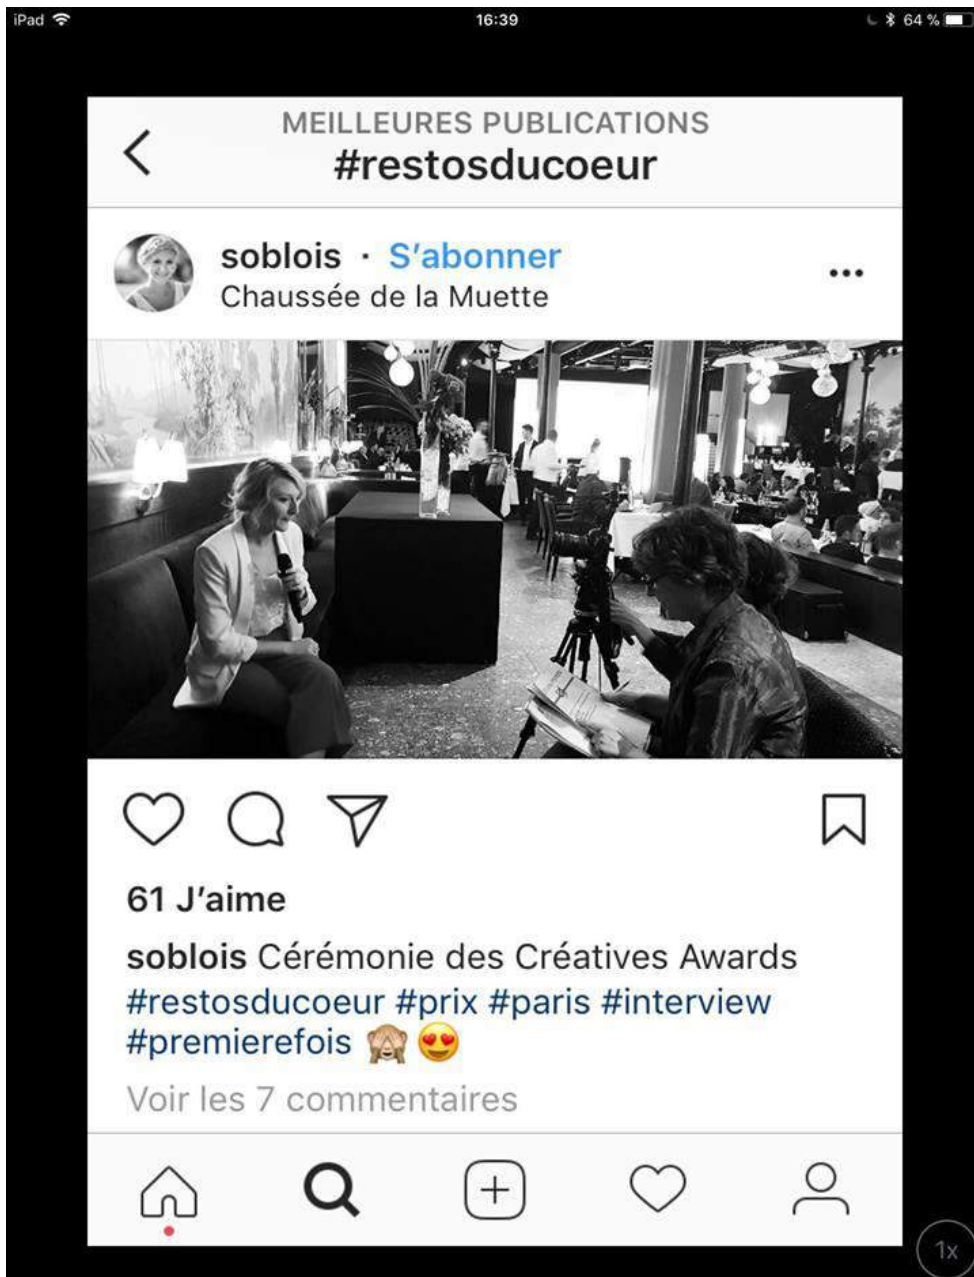 iPad 16:39 64 %
MEILLEURES PUBLICATIONS
#restosducoeur
soblois · S'abonner
Chaussée de la Muette
61 J'aime
soblois Cérémonie des Créatives Awards
#restosducoeur #prix #paris #interview
#premierefois 🙈 😍
Voir les 7 commentaires
1x